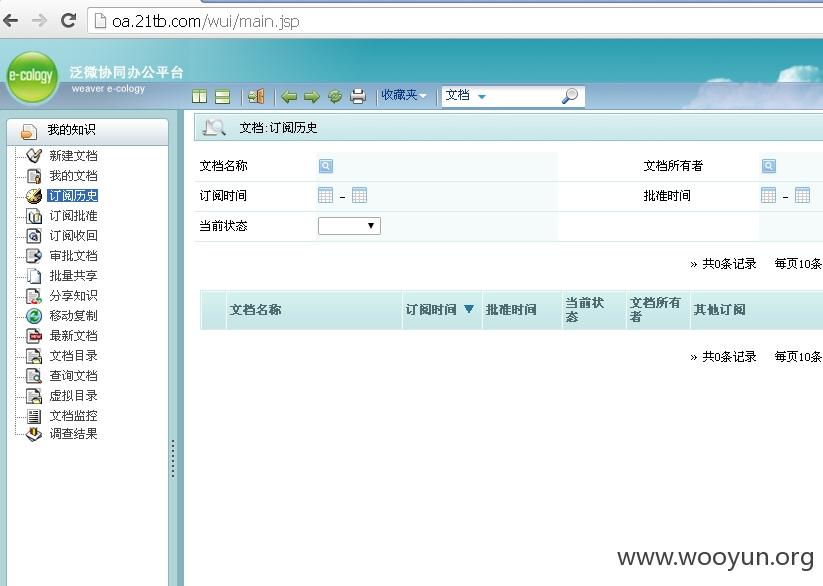 oa.21tb.com/wui/main.jsp
e-cology
泛微协同办公平台
weaver e-cology
收藏夹
文档
我的知识
新建文档
我的文档
订阅历史
订阅批准
订阅收回
审批文档
批量共享
分享知识
移动复制
最新文档
文档目录
查询文档
虚拟目录
文档监控
调查结果
文档:订阅历史
文档名称 文档所有者
订阅时间 - 批准时间 -
当前状态
» 共0条记录 每页10条
文档名称 订阅时间 批准时间 当前状态 文档所有者 其他订阅
» 共0条记录 每页10条
www.wooyun.org